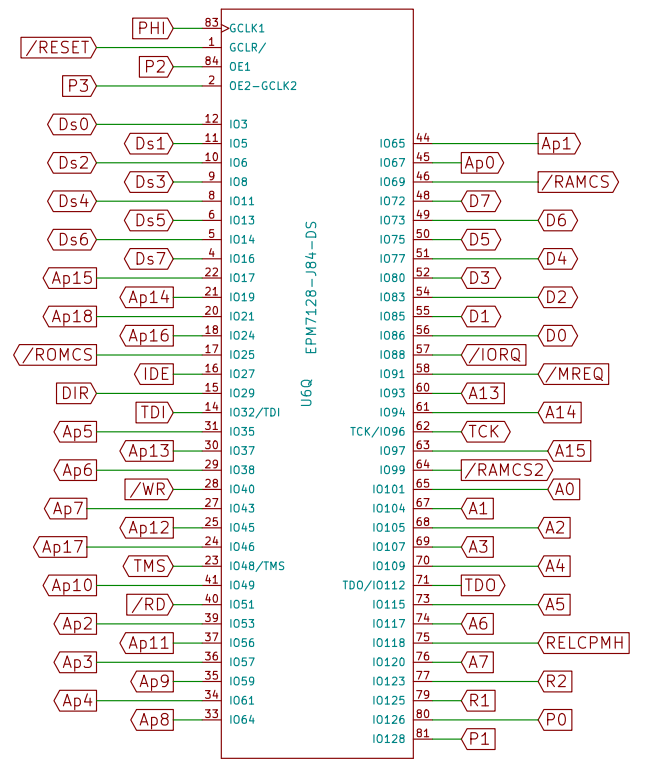 PHI 83 GCLK1
/RESET 1 GCLR/
P2 84 OE1
P3 2 OE2-GCLK2
Ds0 12 IO3
Ds1 11 IO5
Ds2 10 IO6
Ds3 9 IO8
Ds4 8 IO11
Ds5 6 IO13
Ds6 5 IO14
Ds7 4 IO16
Ap15 22 IO17
Ap14 21 IO19
Ap18 20 IO21
Ap16 18 IO24
/ROMCS 17 IO25
IDE 16 IO27
DIR 15 IO29
TDI 14 IO32/TDI
Ap5 31 IO35
Ap13 30 IO37
Ap6 29 IO38
/WR 28 IO40
Ap7 27 IO43
Ap12 25 IO45
Ap17 24 IO46
TMS 23 IO48/TMS
Ap10 41 IO49
/RD 40 IO51
Ap2 39 IO53
Ap11 37 IO56
Ap3 36 IO57
Ap9 35 IO59
Ap4 34 IO61
Ap8 33 IO64
U6Q
EPM7128-J84-DS
IO65 44 Ap1
IO67 45 Ap0
IO69 46 /RAMCS
IO72 48 D7
IO73 49 D6
IO75 50 D5
IO77 51 D4
IO80 52 D3
IO83 54 D2
IO85 55 D1
IO86 56 D0
IO88 57 /IORQ
IO91 58 /MREQ
IO93 60 A13
IO94 61 A14
TCK/IO96 62 TCK
IO97 63 A15
IO99 64 /RAMCS2
IO101 65 A0
IO104 67 A1
IO105 68 A2
IO107 69 A3
IO109 70 A4
TDO/IO112 71 TDO
IO115 73 A5
IO117 74 A6
IO118 75 RELCPMH
IO120 76 A7
IO123 77 R2
IO125 79 R1
IO126 80 P0
IO128 81 P1